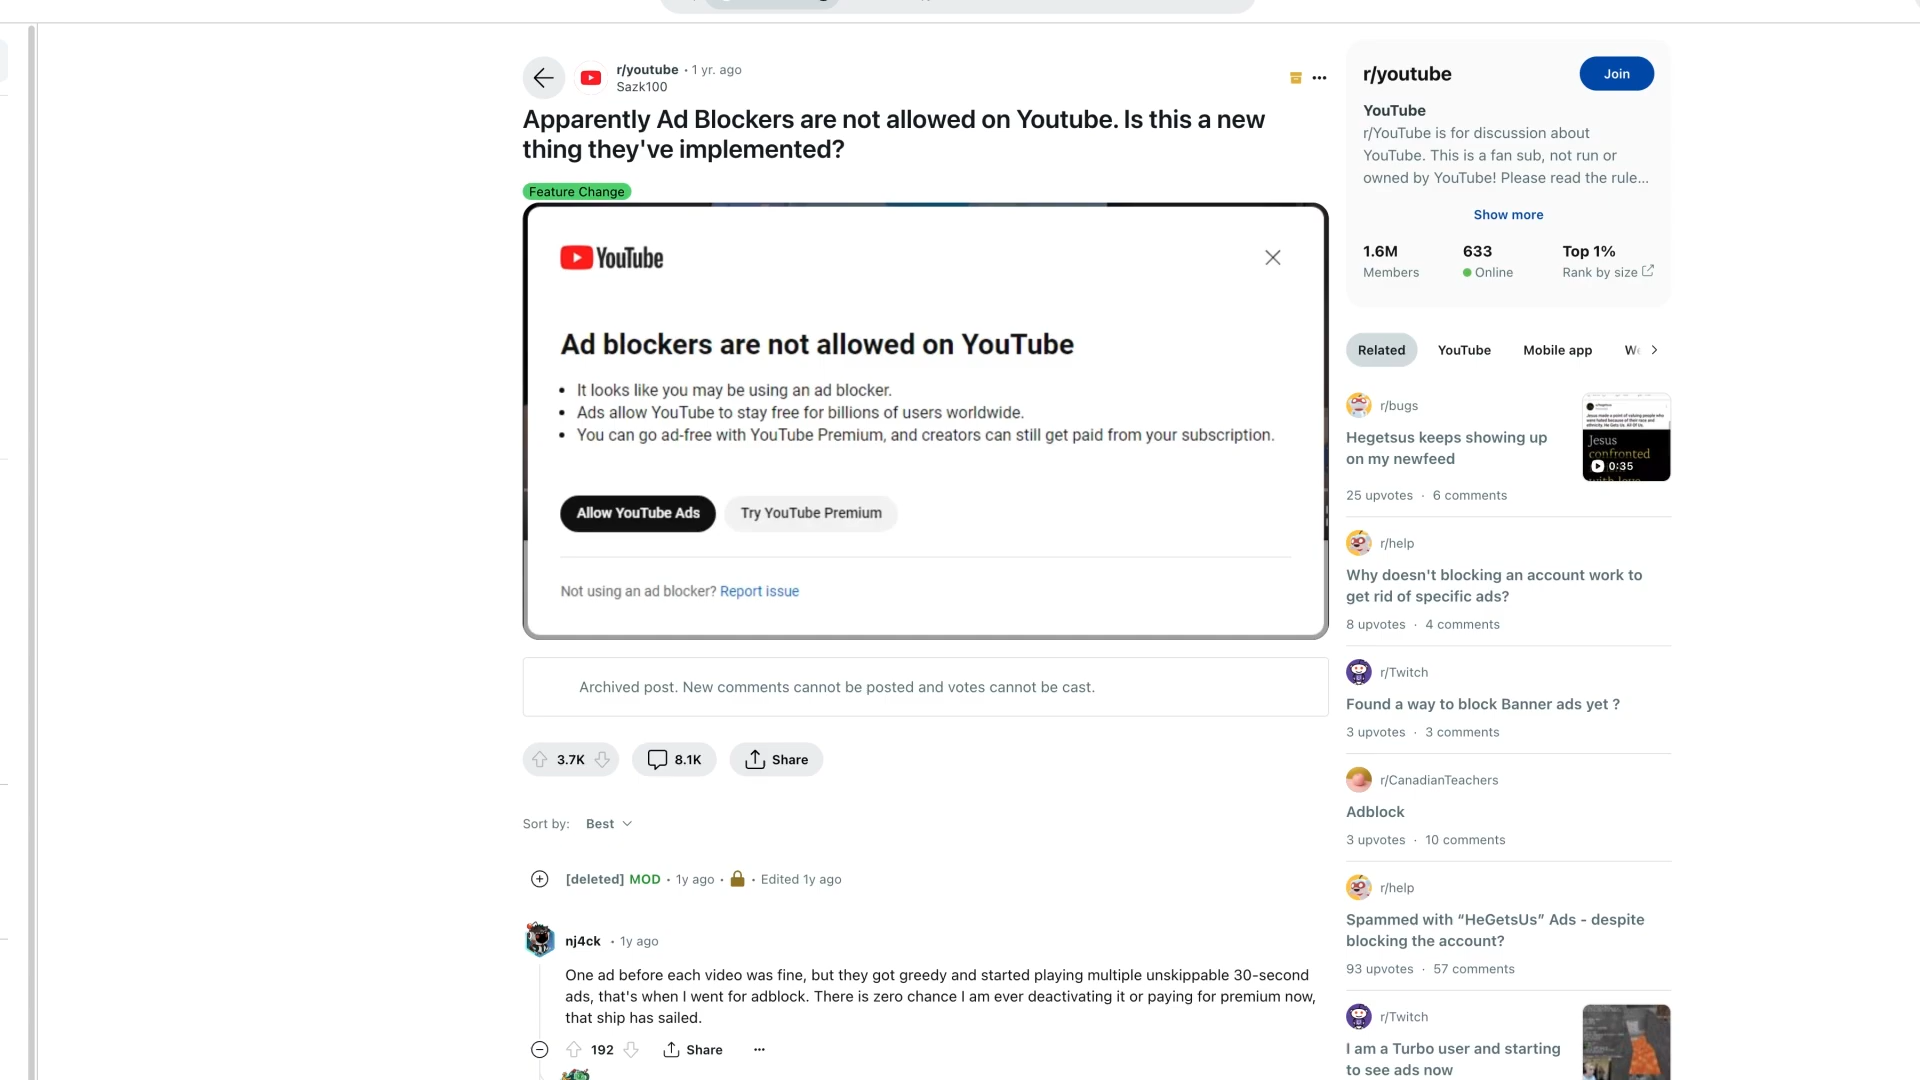 r/youtube • 1 yr. ago
Sazk100
Apparently Ad Blockers are not allowed on Youtube. Is this a new
thing they've implemented?
Feature Change
YouTube
Ad blockers are not allowed on YouTube
• It looks like you may be using an ad blocker.
• Ads allow YouTube to stay free for billions of users worldwide.
• You can go ad-free with YouTube Premium, and creators can still get paid from your subscription.
Allow YouTube Ads
Try YouTube Premium
Not using an ad blocker? Report issue
Archived post. New comments cannot be posted and votes cannot be cast.
3.7K
8.1K
Share
Sort by: Best
[deleted] MOD • 1y ago • • Edited 1y ago
nj4ck • 1y ago
One ad before each video was fine, but they got greedy and started playing multiple unskippable 30-second
ads, that's when I went for adblock. There is zero chance I am ever deactivating it or paying for premium now,
that ship has sailed.
192
Share
r/youtube
Join
YouTube
r/YouTube is for discussion about
YouTube. This is a fan sub, not run or
owned by YouTube! Please read the rule...
Show more
1.6M
Members
633
Online
Top 1%
Rank by size
Related
YouTube
Mobile app
r/bugs
Hegetsus keeps showing up
on my newfeed
Jesus
confronted
with love
0:35
25 upvotes · 6 comments
r/help
Why doesn't blocking an account work to
get rid of specific ads?
8 upvotes · 4 comments
r/Twitch
Found a way to block Banner ads yet ?
3 upvotes · 3 comments
r/CanadianTeachers
Adblock
3 upvotes · 10 comments
r/help
Spammed with “HeGetsUs” Ads - despite
blocking the account?
93 upvotes · 57 comments
r/Twitch
I am a Turbo user and starting
to see ads now